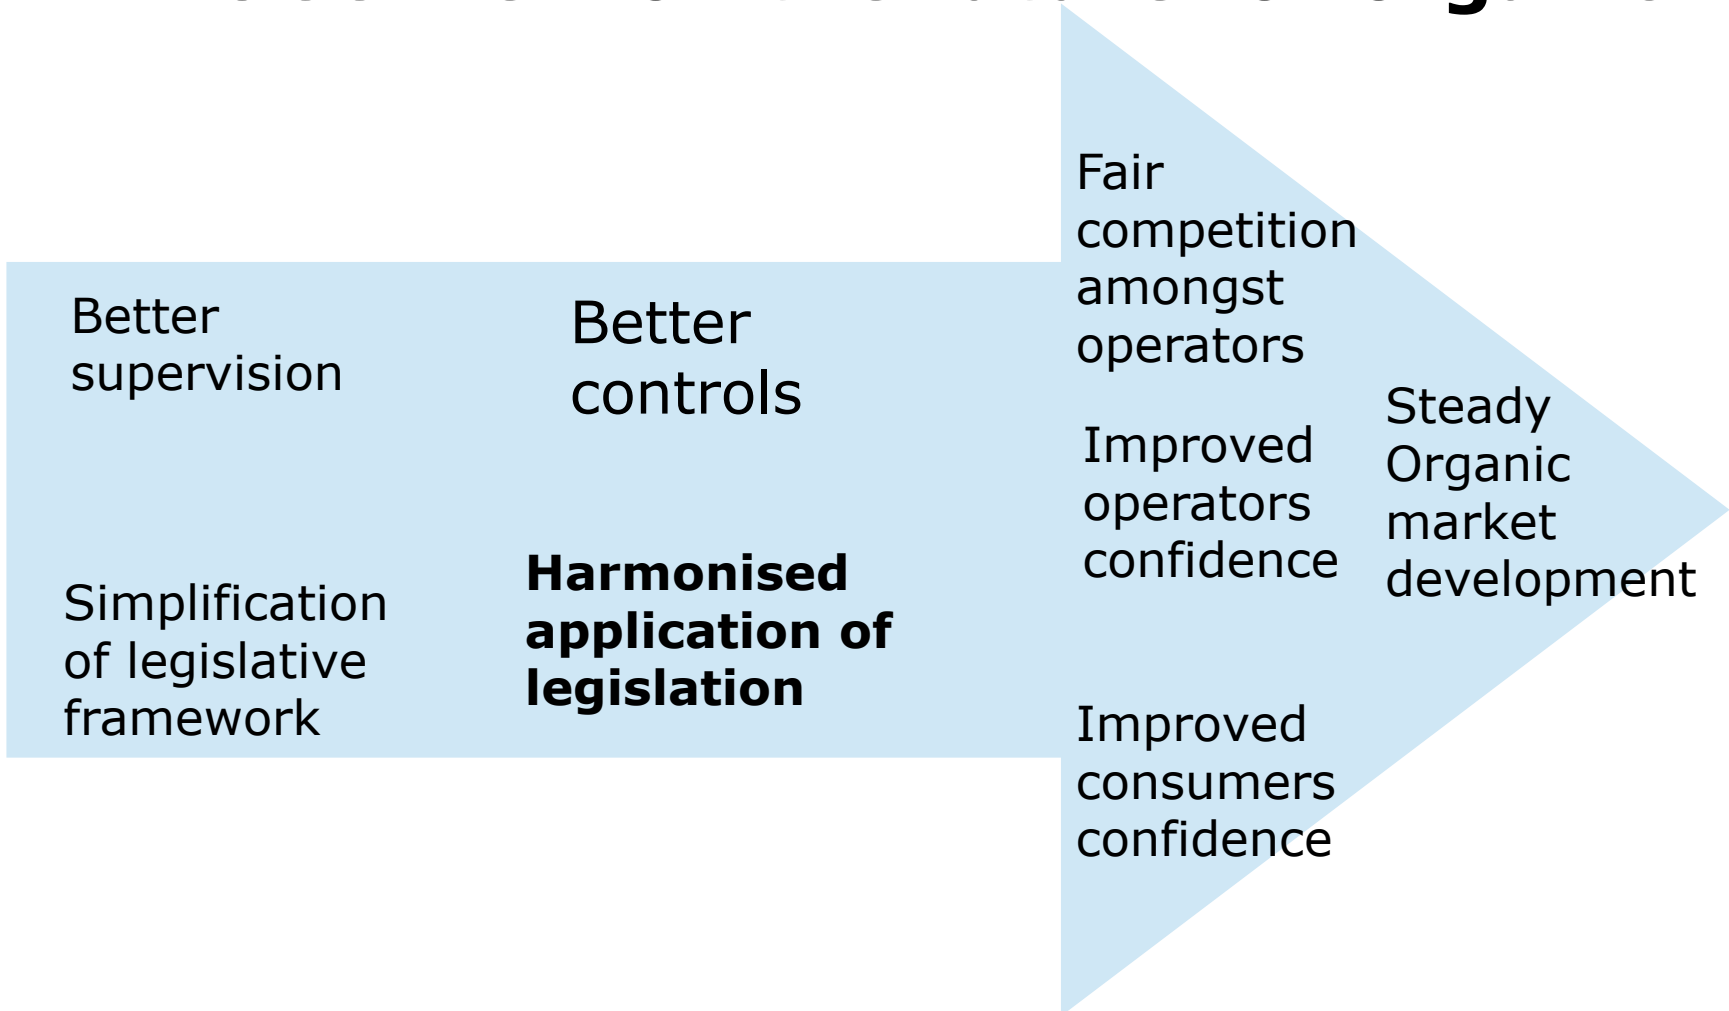 Better
supervision
Simplification
of legislative
framework
Better
controls
Harmonised
application of
legislation
Fair
competition
amongst
operators
Improved
operators
confidence
Improved
consumers
confidence
Steady
Organic
market
development